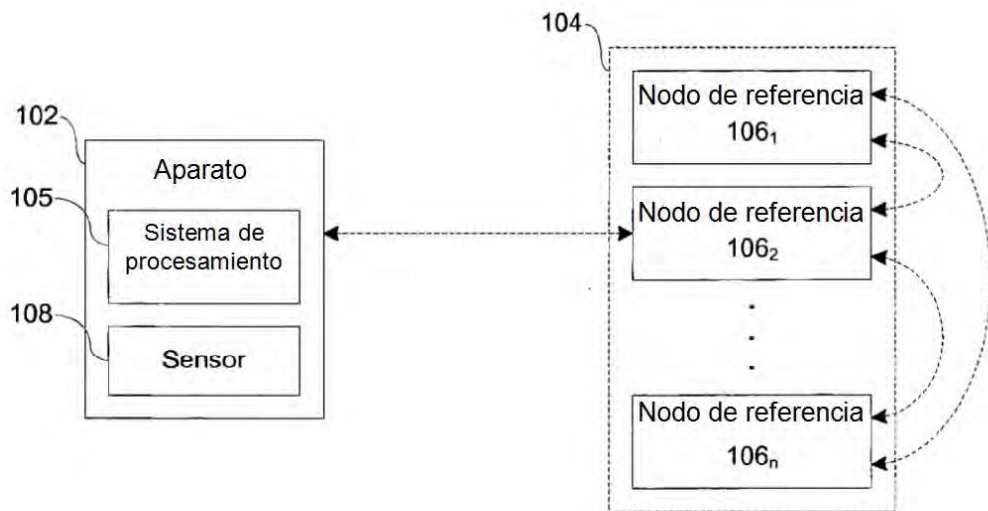 102
Aparato
105
Sistema de
procesamiento
108
Sensor
104
Nodo de referencia
106₁
Nodo de referencia
106₂
Nodo de referencia
106ₙ